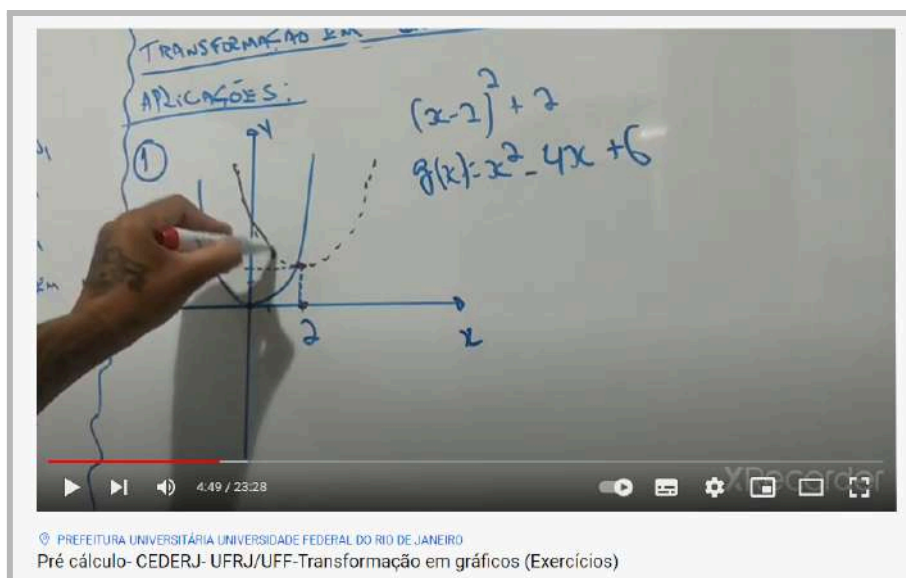 TRANSFORMAÇÃO EM
APLICAÇÕES:
1
y
(x-2)² + 2
g(x)=x² - 4x +6
2
x
4:49 / 23:28
XRecorder
PREFEITURA UNIVERSITÁRIA UNIVERSIDADE FEDERAL DO RIO DE JANEIRO
Pré cálculo- CEDERJ- UFRJ/UFF-Transformação em gráficos (Exercícios)